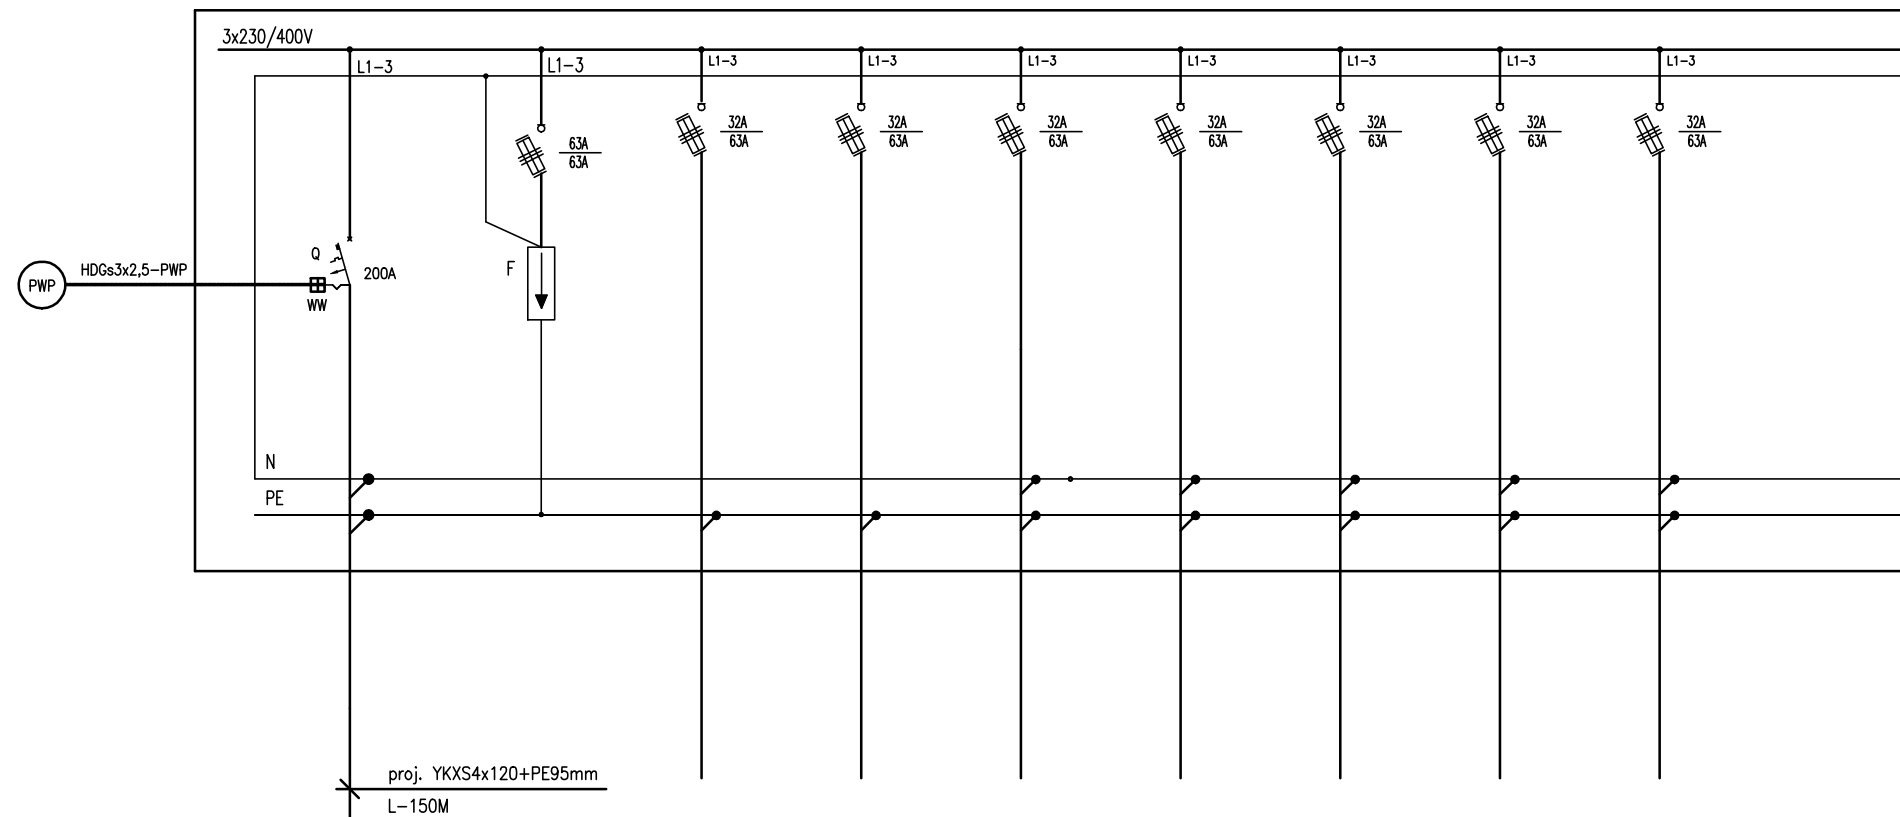 3x230/400V
L1-3
L1-3
L1-3
L1-3
L1-3
L1-3
L1-3
L1-3
L1-3
63A
63A
32A
63A
32A
63A
32A
63A
32A
63A
32A
63A
32A
63A
32A
63A
PWP
HDGs3x2,5-PWP
Q
WW
200A
F
N
PE
proj. YKXS4x120+PE95mm
L-150M